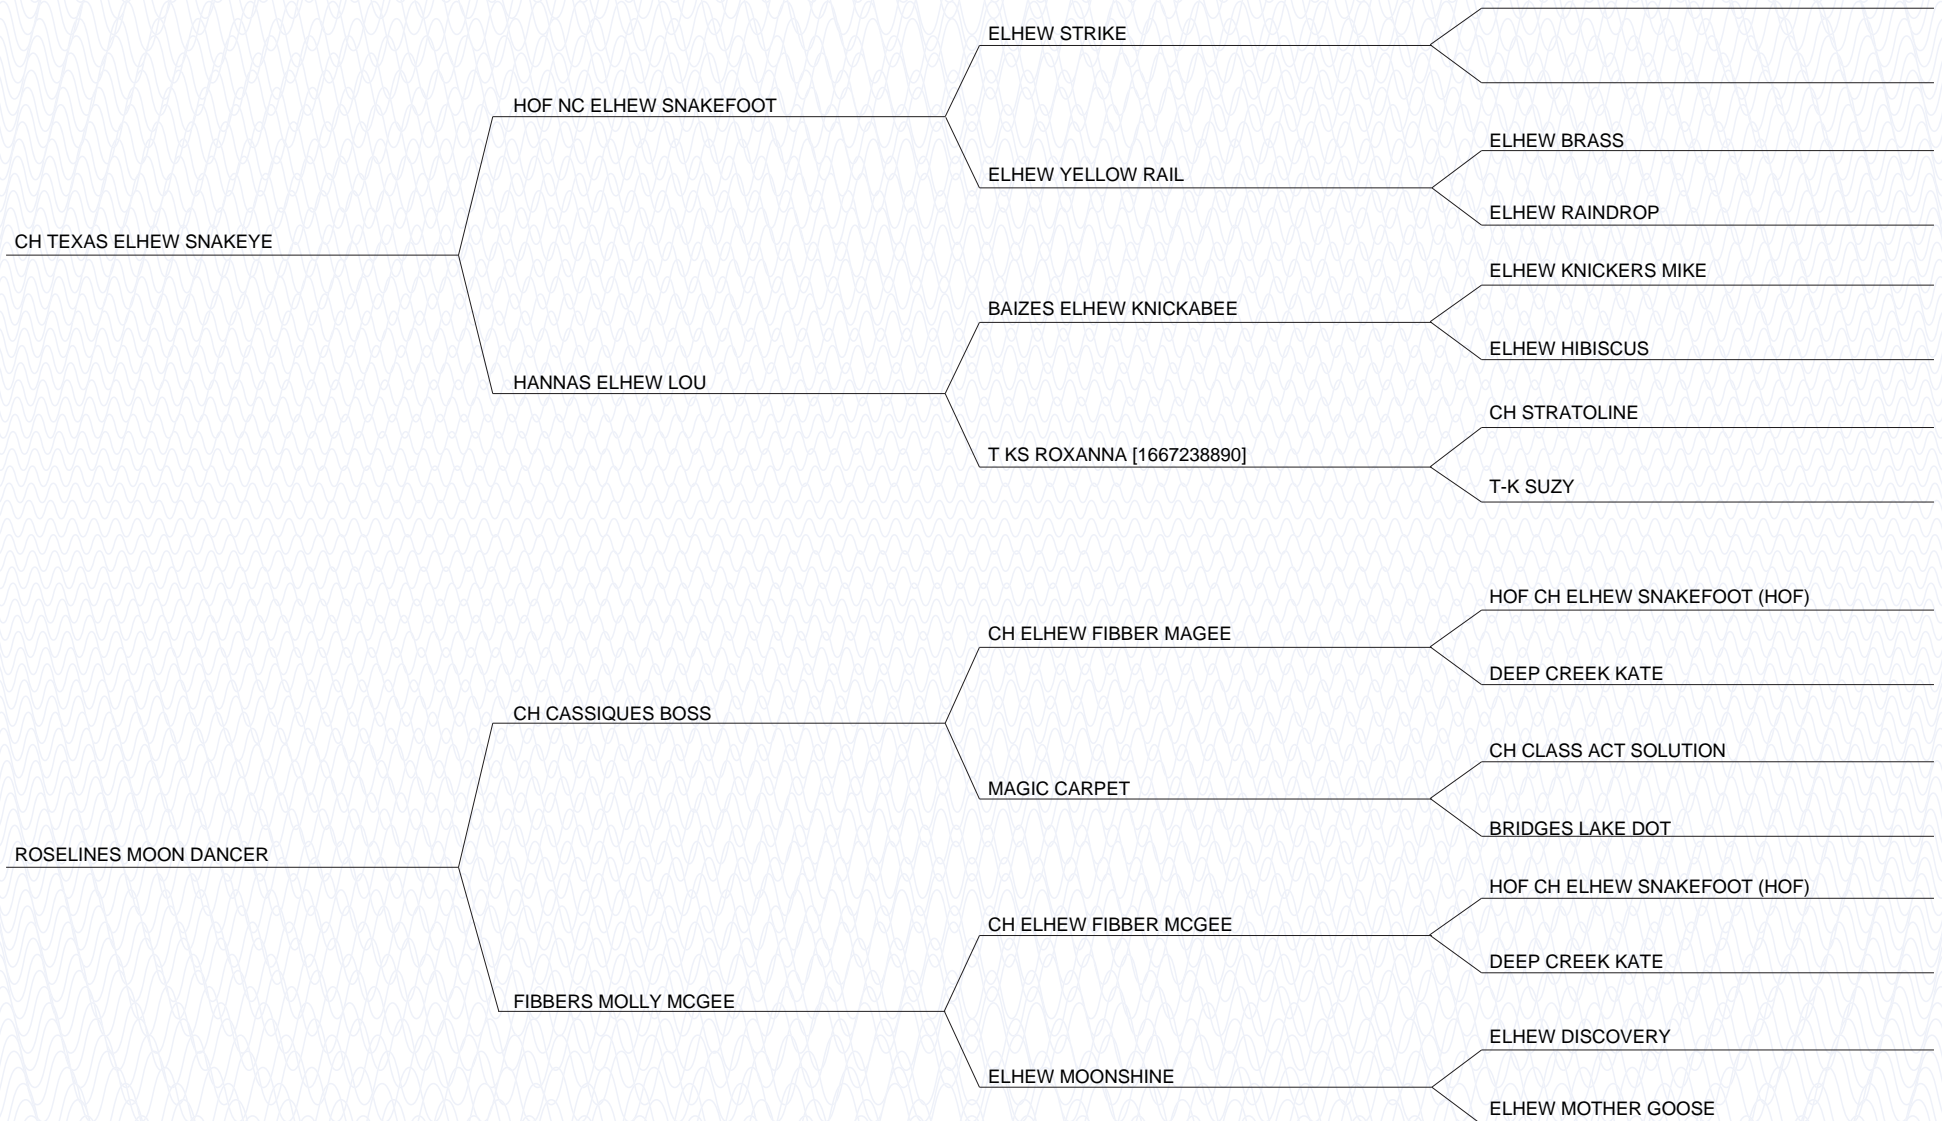 ELHEW STRIKE
HOF NC ELHEW SNAKEFOOT
ELHEW BRASS
ELHEW YELLOW RAIL
ELHEW RAINDROP
CH TEXAS ELHEW SNAKEYE
ELHEW KNICKERS MIKE
BAIZES ELHEW KNICKABEE
ELHEW HIBISCUS
HANNAS ELHEW LOU
CH STRATOLINE
T KS ROXANNA [1667238890]
T-K SUZY
HOF CH ELHEW SNAKEFOOT (HOF)
CH ELHEW FIBBER MAGEE
DEEP CREEK KATE
CH CASSIQUES BOSS
CH CLASS ACT SOLUTION
MAGIC CARPET
BRIDGES LAKE DOT
ROSELINES MOON DANCER
HOF CH ELHEW SNAKEFOOT (HOF)
CH ELHEW FIBBER MCGEE
DEEP CREEK KATE
FIBBERS MOLLY MCGEE
ELHEW DISCOVERY
ELHEW MOONSHINE
ELHEW MOTHER GOOSE